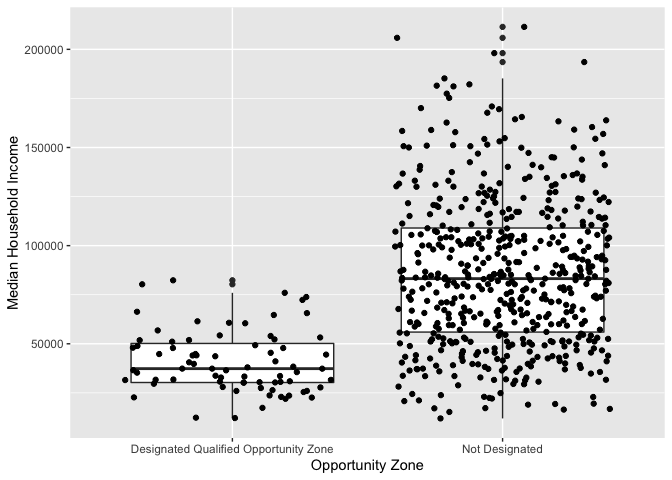 200000
150000
100000
50000
Median Household Income
Designated Qualified Opportunity Zone
Not Designated
Opportunity Zone